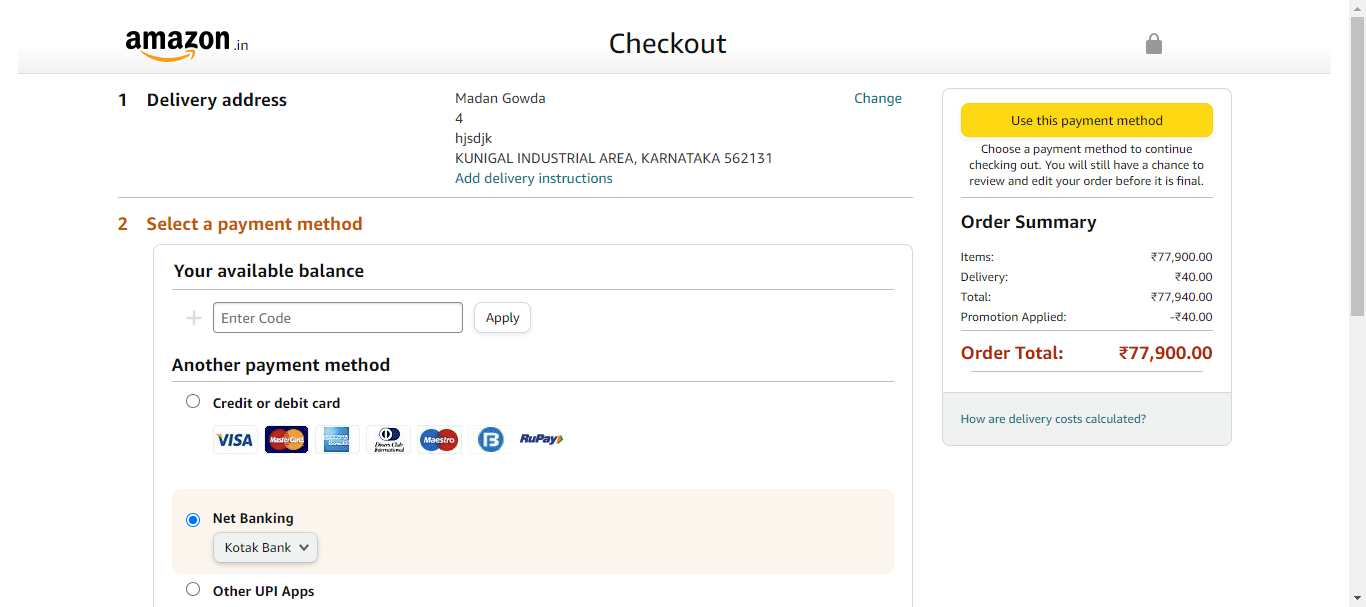 amazon.in
Checkout
1 Delivery address
Madan Gowda
4
hjsdjk
KUNIGAL INDUSTRIAL AREA, KARNATAKA 562131
Add delivery instructions
Change
2 Select a payment method
Your available balance
Enter Code
Apply
Another payment method
Credit or debit card
VISA MasterCard AMERICAN EXPRESS Diners Club International Maestro B RuPay
Net Banking
Kotak Bank
Other UPI Apps
Use this payment method
Choose a payment method to continue
checking out. You will still have a chance to
review and edit your order before it is final.
Order Summary
Items: ₹77,900.00
Delivery: ₹40.00
Total: ₹77,940.00
Promotion Applied: -₹40.00
Order Total: ₹77,900.00
How are delivery costs calculated?